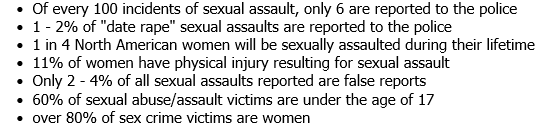 • Of every 100 incidents of sexual assault, only 6 are reported to the police
• 1 - 2% of "date rape" sexual assaults are reported to the police
• 1 in 4 North American women will be sexually assaulted during their lifetime
• 11% of women have physical injury resulting for sexual assault
• Only 2 - 4% of all sexual assaults reported are false reports
• 60% of sexual abuse/assault victims are under the age of 17
• over 80% of sex crime victims are women